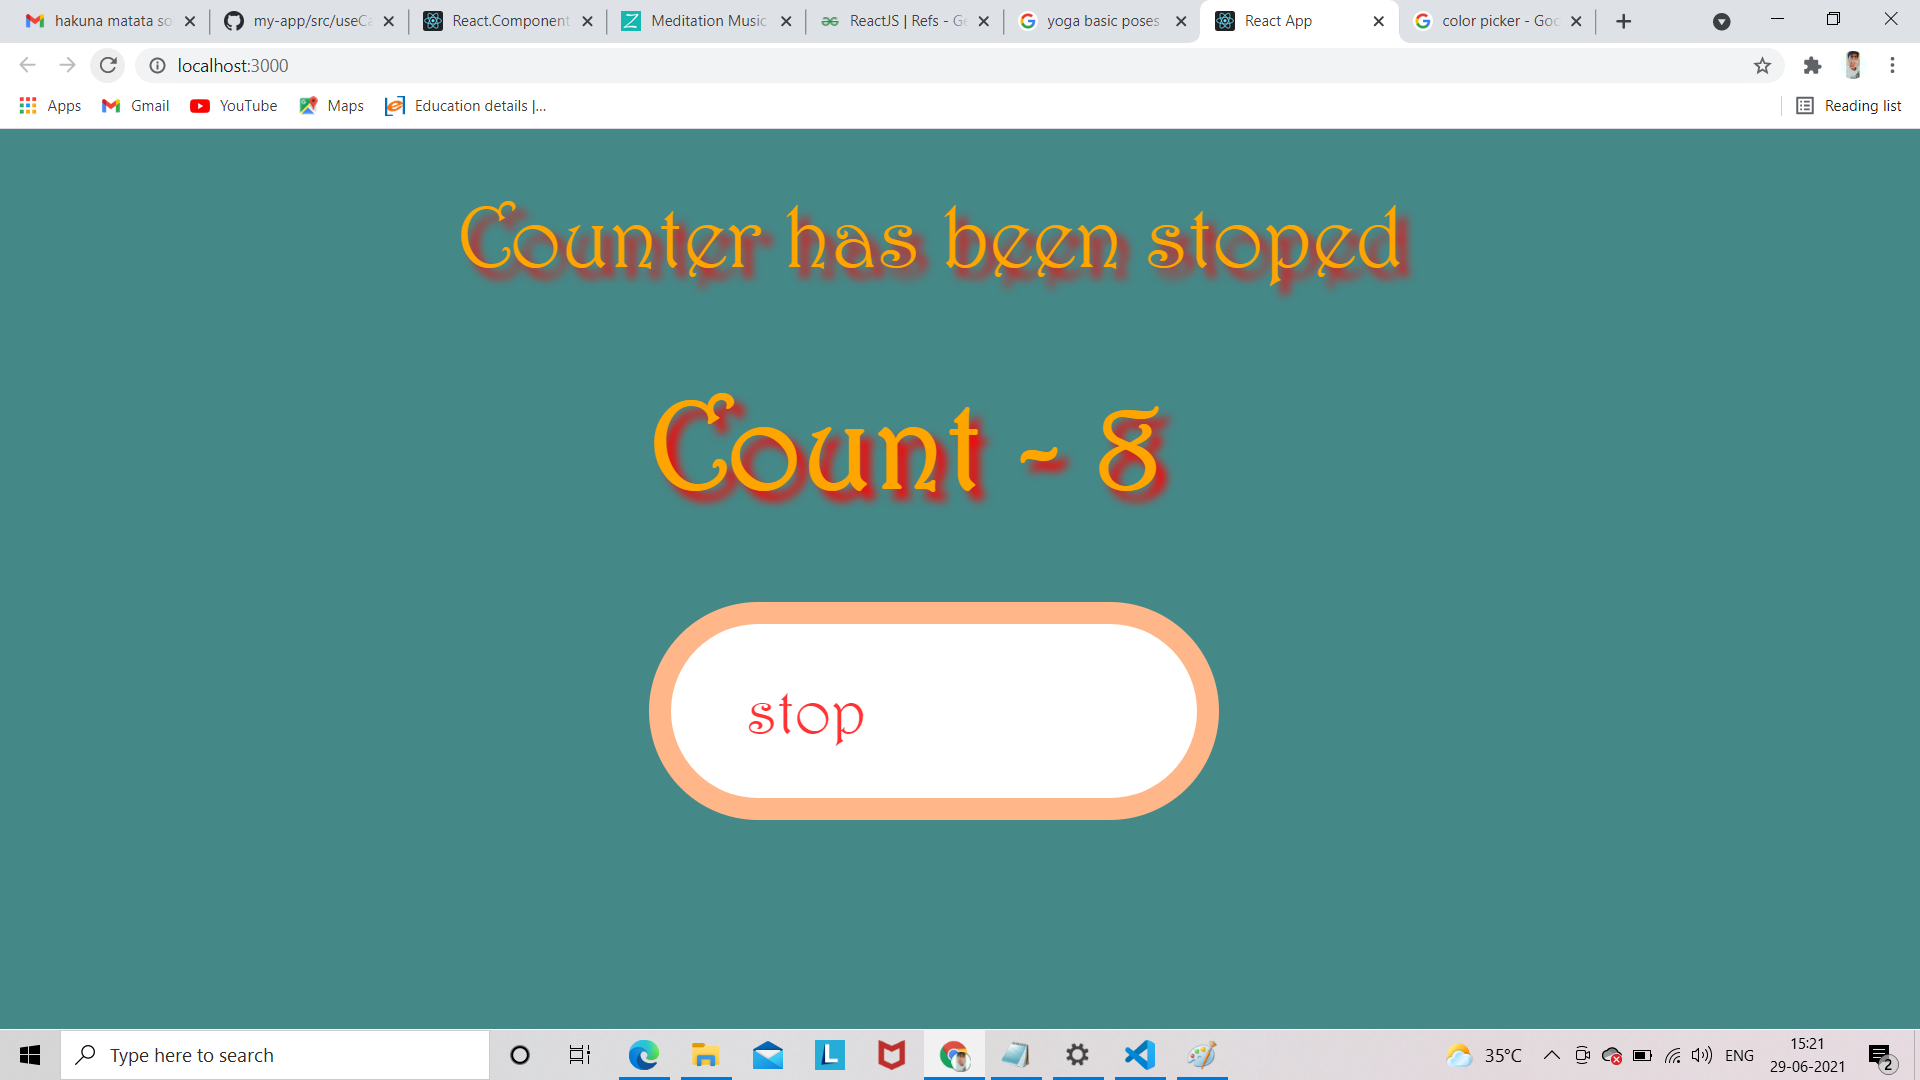 hakuna matata so
my-app/src/useCa
React.Component
Meditation Music
ReactJS | Refs - Ge
yoga basic poses
React App
color picker - Goo
localhost:3000
Apps
Gmail
YouTube
Maps
Education details |...
Reading list
Counter has been stoped
Count - 8
stop
Type here to search
L
35°C
ENG
15:21
29-06-2021
2